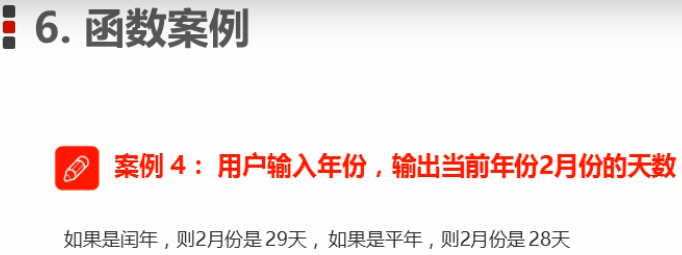 6. 函数案例
案例 4： 用户输入年份，输出当前年份2月份的天数
如果是闰年，则2月份是 29天， 如果是平年，则2月份是 28天